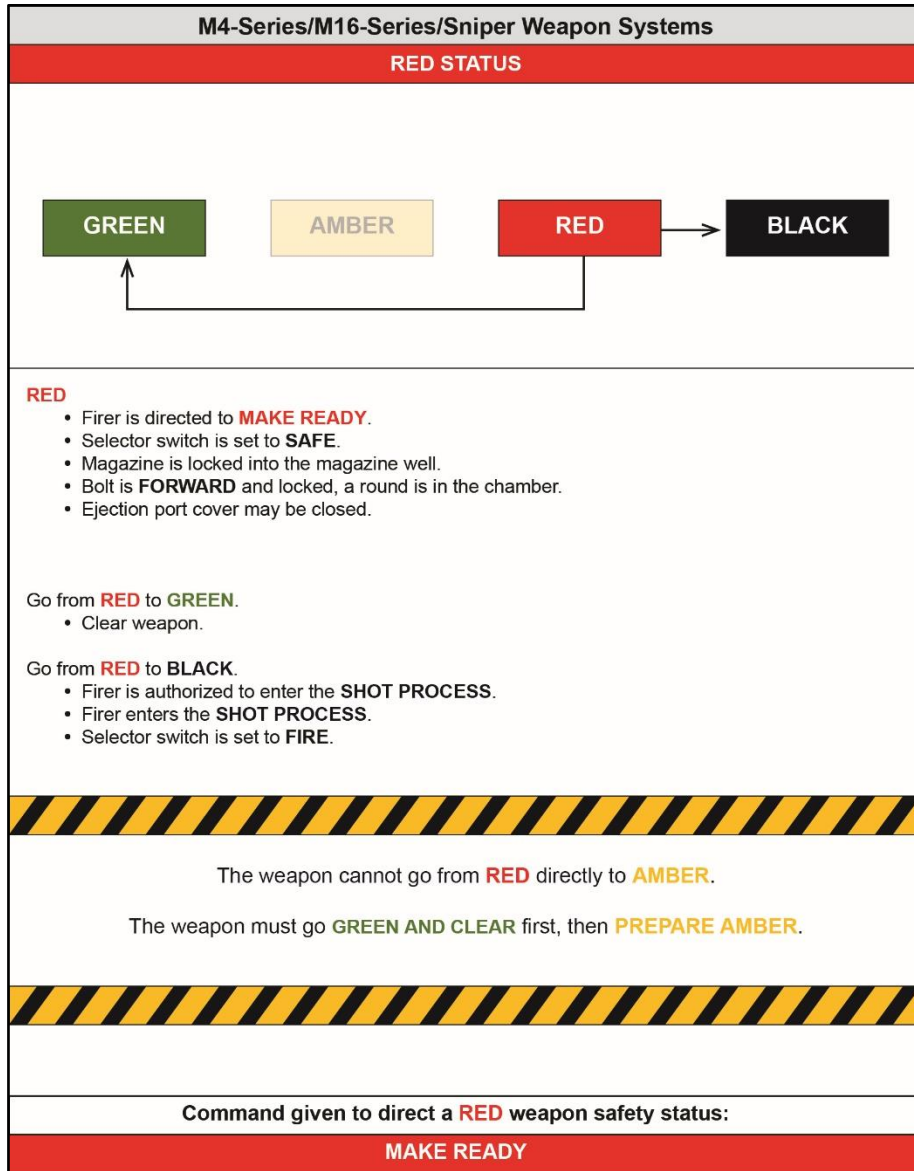 M4-Series/M16-Series/Sniper Weapon Systems
RED STATUS
GREEN
AMBER
RED
BLACK
RED
• Firer is directed to MAKE READY.
• Selector switch is set to SAFE.
• Magazine is locked into the magazine well.
• Bolt is FORWARD and locked, a round is in the chamber.
• Ejection port cover may be closed.
Go from RED to GREEN.
• Clear weapon.
Go from RED to BLACK.
• Firer is authorized to enter the SHOT PROCESS.
• Firer enters the SHOT PROCESS.
• Selector switch is set to FIRE.
The weapon cannot go from RED directly to AMBER.
The weapon must go GREEN AND CLEAR first, then PREPARE AMBER.
Command given to direct a RED weapon safety status:
MAKE READY